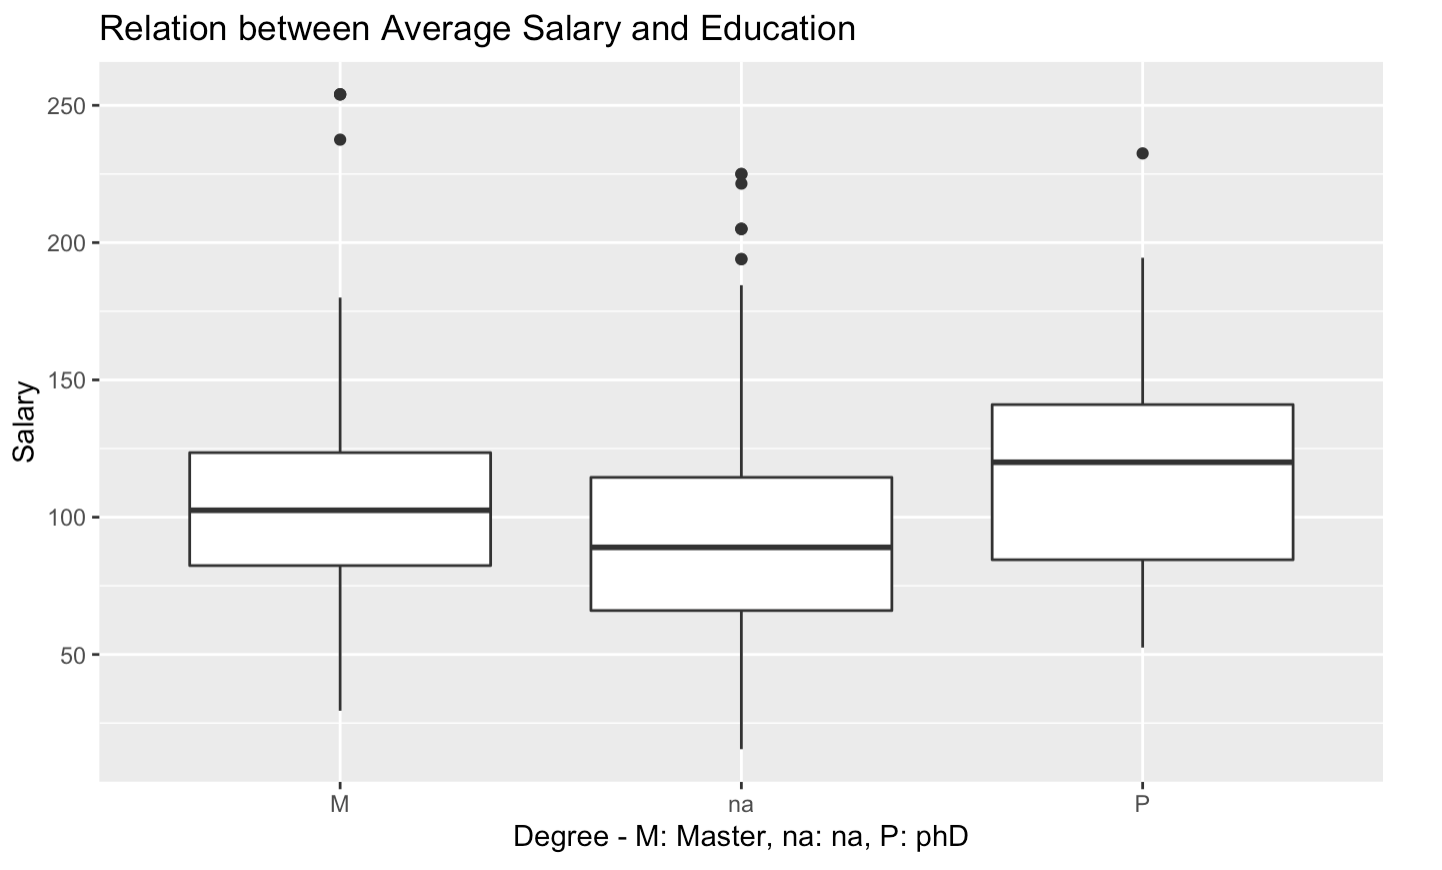 Relation between Average Salary and Education
250
200
150
100
50
Salary
M
na
P
Degree - M: Master, na: na, P: phD